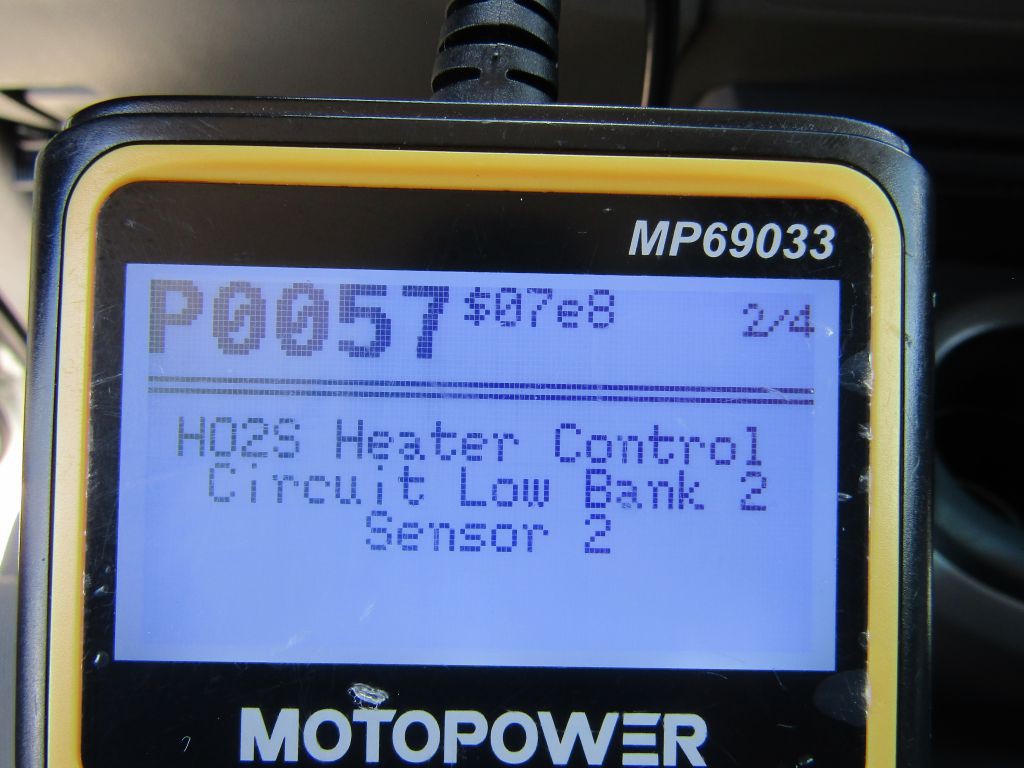 MP69033
P0057 $07e8 2/4
HO2S Heater Control
Circuit Low Bank 2
Sensor 2
MOTOPOWER